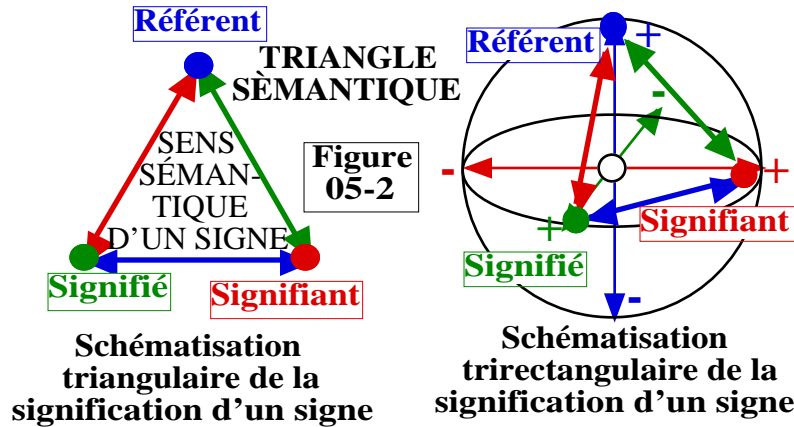 Référent
TRIANGLE
SÈMANTIQUE
SENS
SÉMAN-
TIQUE
D'UN SIGNE
Signifié
Signifiant
Schématisation
triangulaire de la
signification d'un signe
Figure
05-2
Référent
+
-
-
+
Signifiant
+
Signifié
-
Schématisation
trirectangulaire de la
signification d'un signe